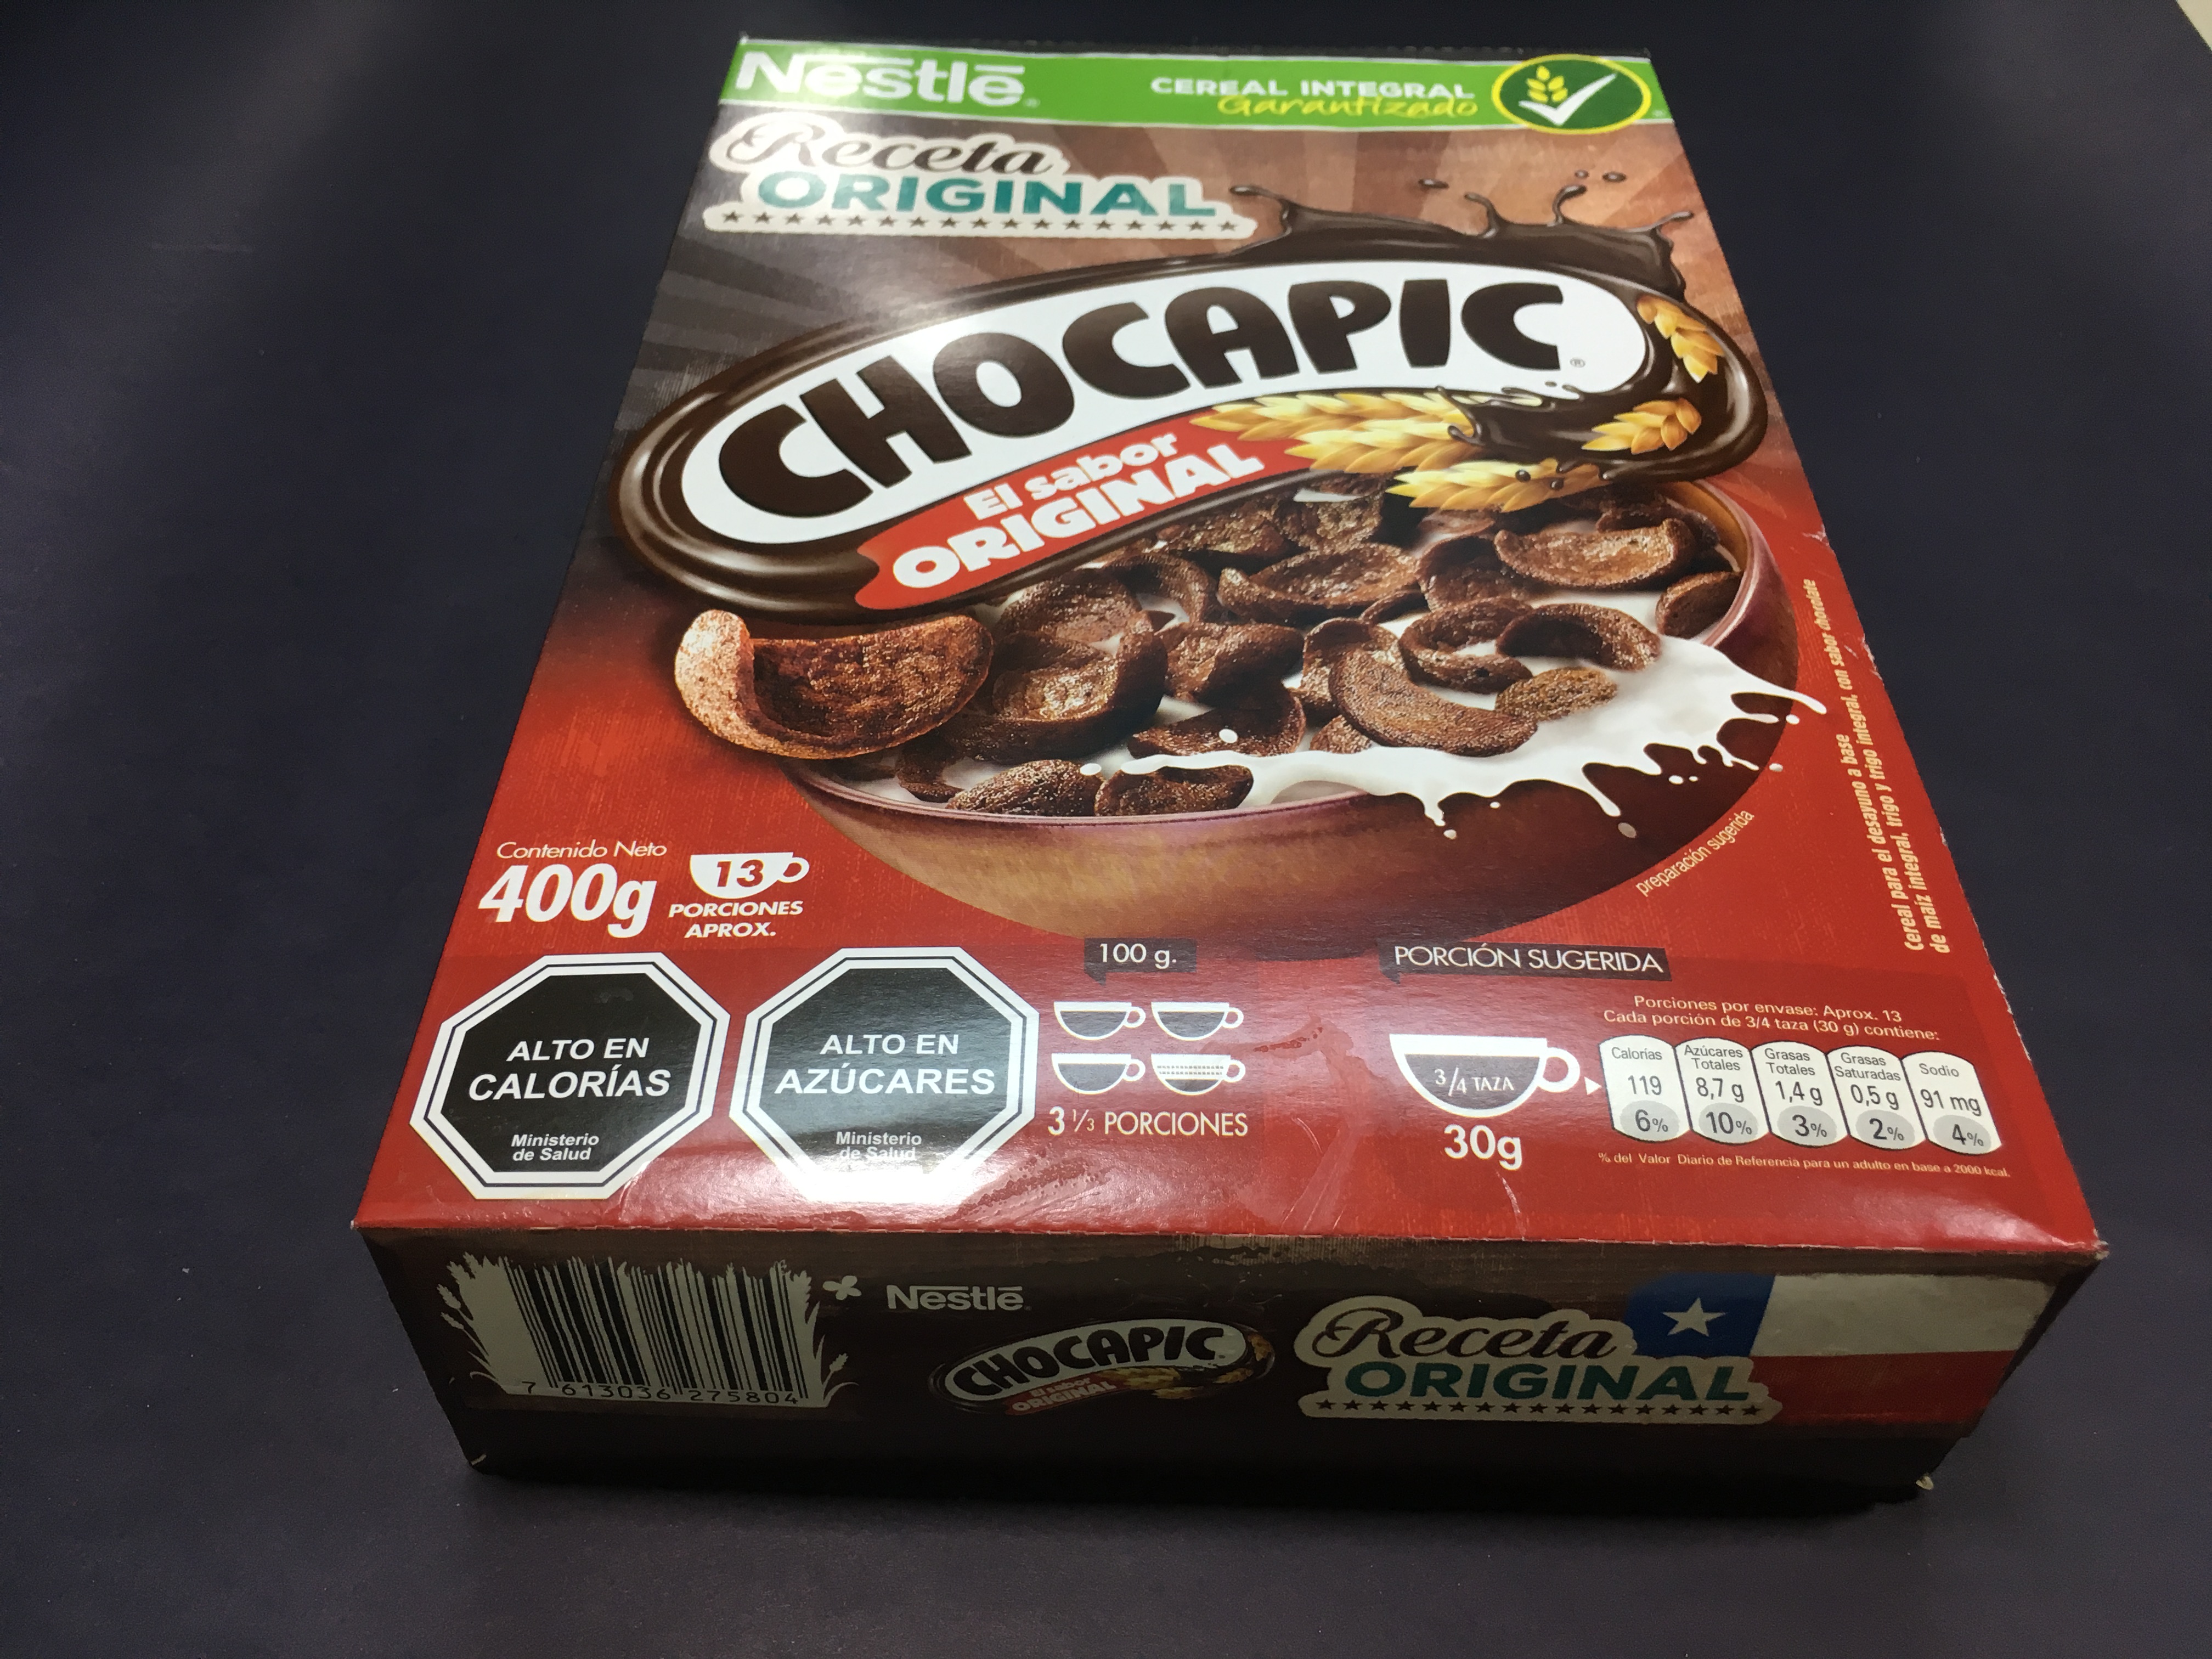 Nestlē®
CEREAL INTEGRAL
Garantizado
Receta
ORIGINAL
CHOCAPIC®
El sabor
ORIGINAL
Cereal para el desayuno a base
de maíz integral, trigo y trigo integral, con sabor chocolate
preparación sugerida
Contenido Neto
400g
13
PORCIONES
APROX.
ALTO EN
CALORÍAS
Ministerio
de Salud
ALTO EN
AZÚCARES
Ministerio
de Salud
100 g.
3 1/3 PORCIONES
PORCIÓN SUGERIDA
3/4 TAZA
30g
Porciones por envase: Aprox. 13
Cada porción de 3/4 taza (30 g) contiene:
Calorías
119
6%
Azúcares
Totales
8,7 g
10%
Grasas
Totales
1,4 g
3%
Grasas
Saturadas
0,5 g
2%
Sodio
91 mg
4%
% del Valor Diario de Referencia para un adulto en base a 2000 kcal.
7 613036 275804
Nestlē
CHOCAPIC
El sabor
ORIGINAL
Receta
ORIGINAL